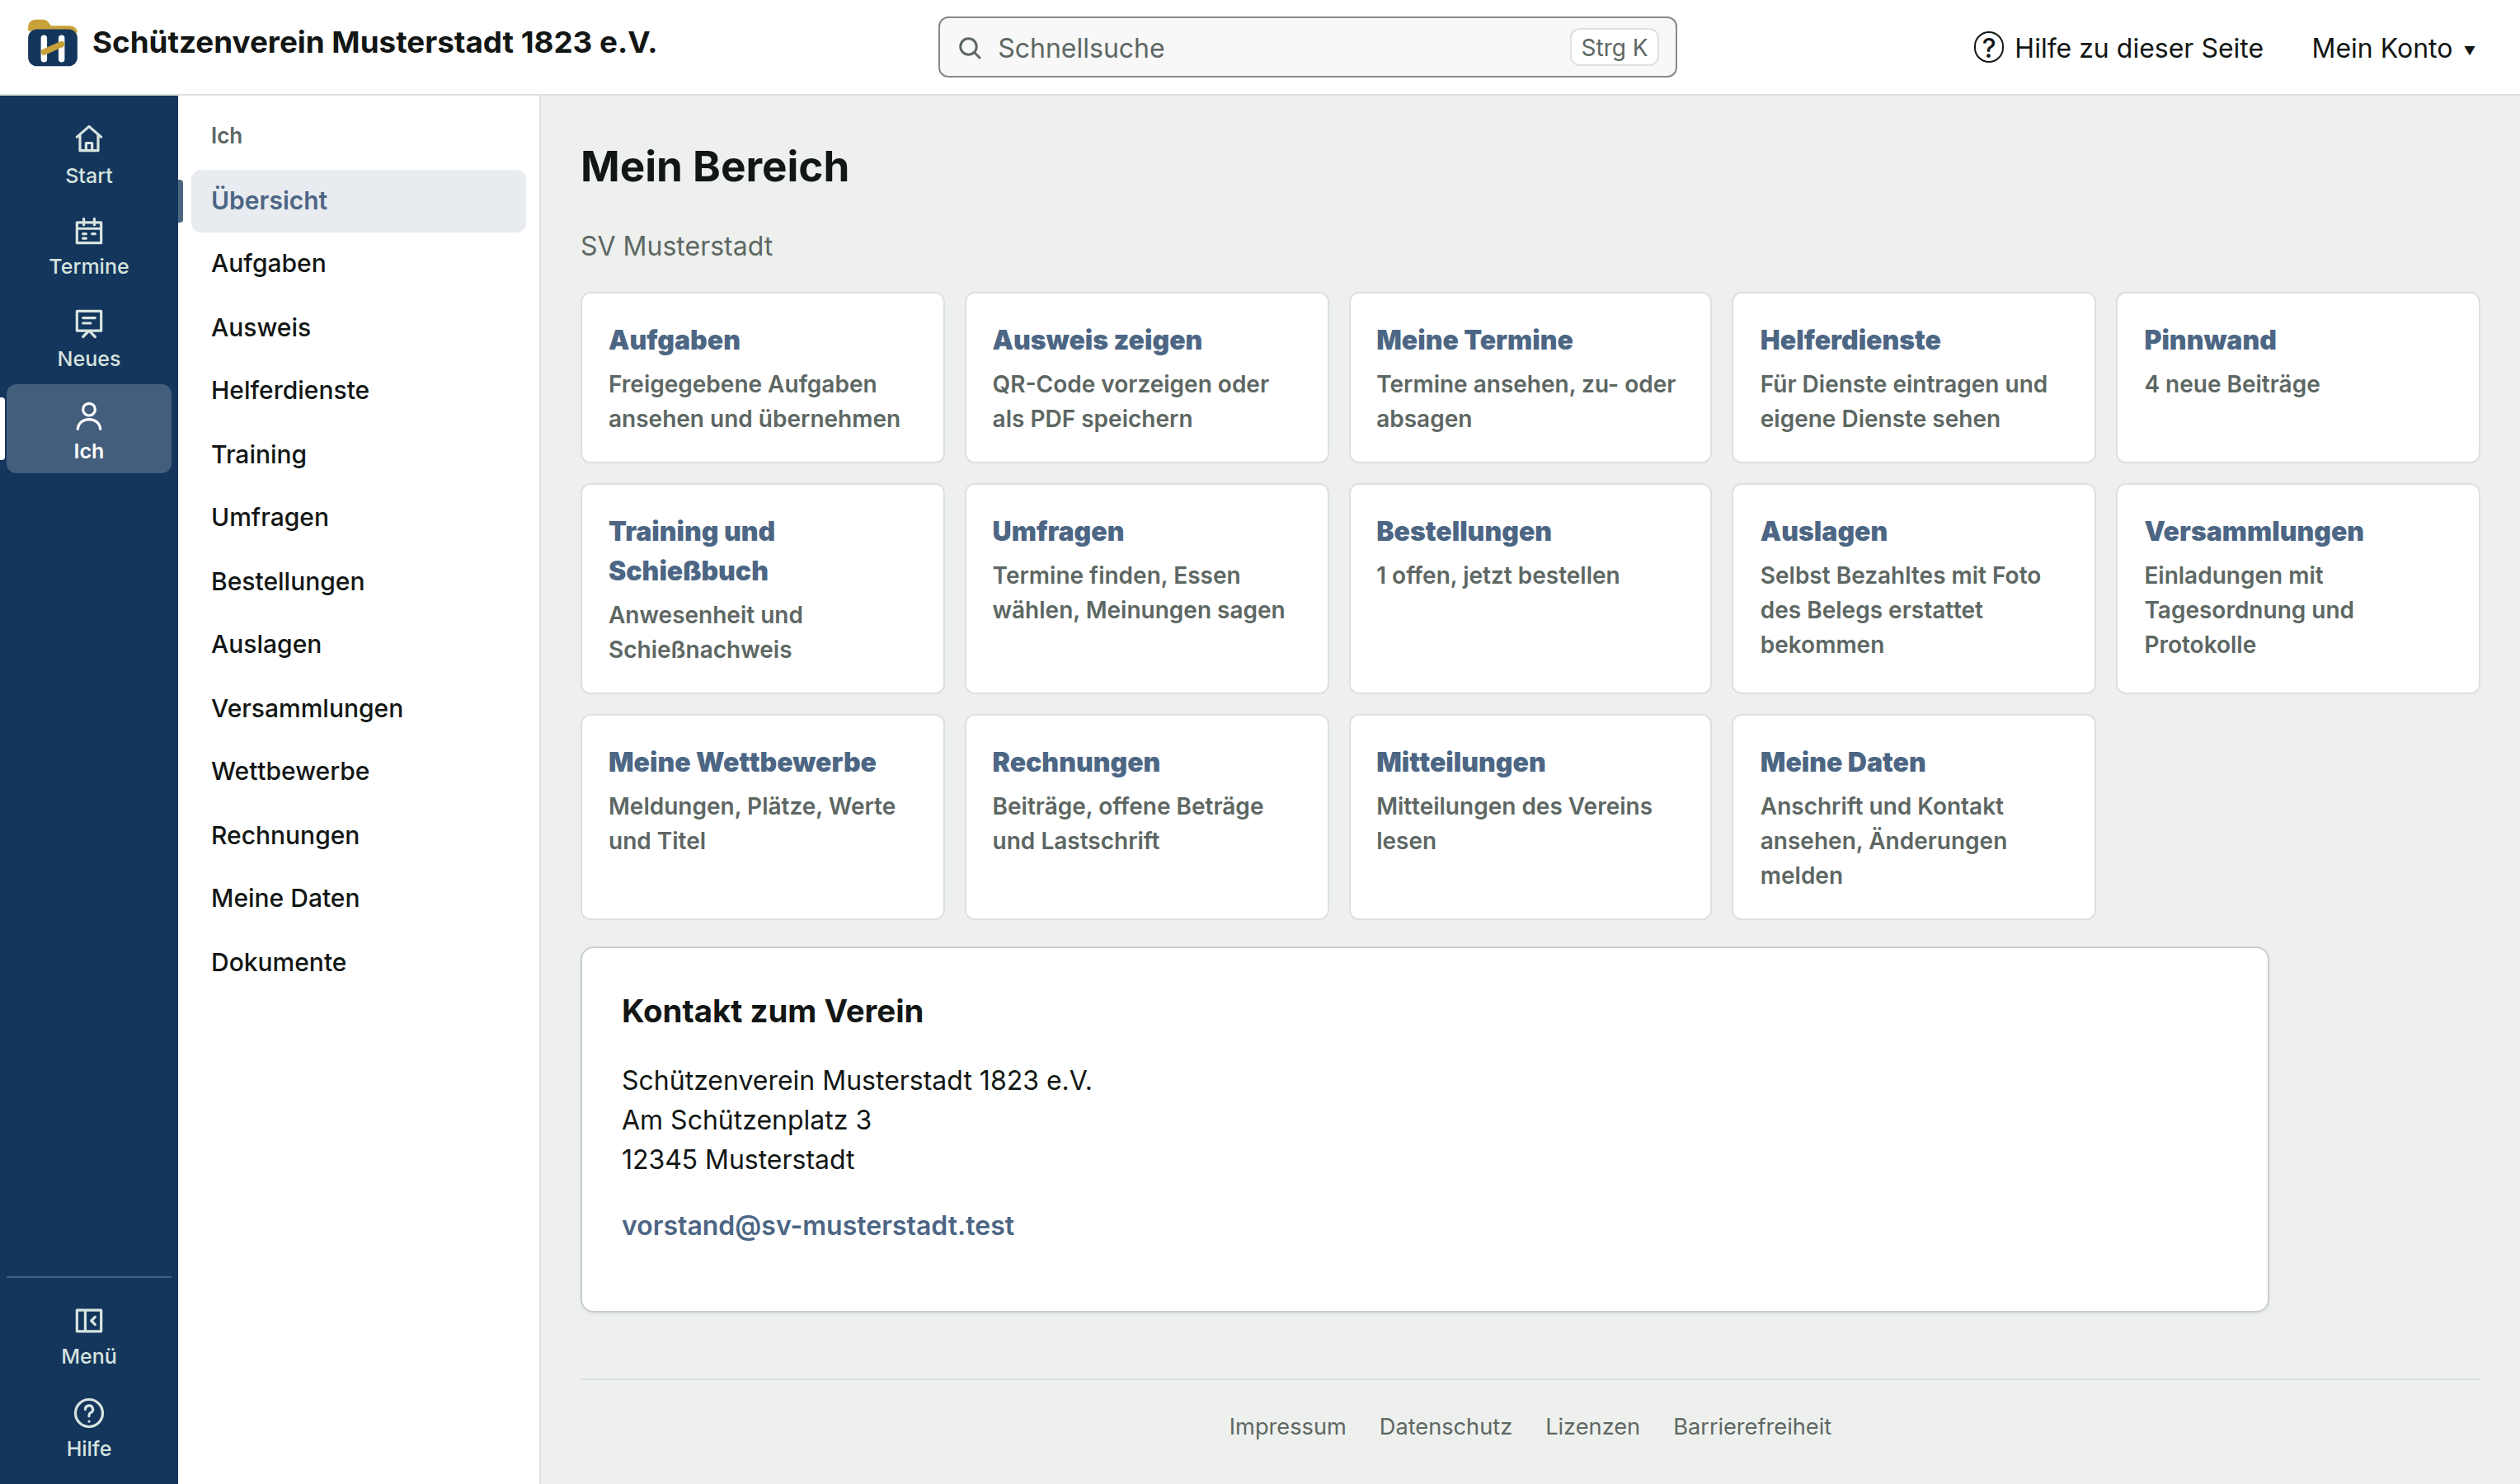 Schützenverein Musterstadt 1823 e.V.
Schnellsuche
Strg K
Hilfe zu dieser Seite
Mein Konto
Start
Termine
Neues
Ich
Menü
Hilfe
Ich
Übersicht
Aufgaben
Ausweis
Helferdienste
Training
Umfragen
Bestellungen
Auslagen
Versammlungen
Wettbewerbe
Rechnungen
Meine Daten
Dokumente
Mein Bereich
SV Musterstadt
Aufgaben
Freigegebene Aufgaben
ansehen und übernehmen
Ausweis zeigen
QR-Code vorzeigen oder
als PDF speichern
Meine Termine
Termine ansehen, zu- oder
absagen
Helferdienste
Für Dienste eintragen und
eigene Dienste sehen
Pinnwand
4 neue Beiträge
Training und
Schießbuch
Anwesenheit und
Schießnachweis
Umfragen
Termine finden, Essen
wählen, Meinungen sagen
Bestellungen
1 offen, jetzt bestellen
Auslagen
Selbst Bezahltes mit Foto
des Belegs erstattet
bekommen
Versammlungen
Einladungen mit
Tagesordnung und
Protokolle
Meine Wettbewerbe
Meldungen, Plätze, Werte
und Titel
Rechnungen
Beiträge, offene Beträge
und Lastschrift
Mitteilungen
Mitteilungen des Vereins
lesen
Meine Daten
Anschrift und Kontakt
ansehen, Änderungen
melden
Kontakt zum Verein
Schützenverein Musterstadt 1823 e.V.
Am Schützenplatz 3
12345 Musterstadt
vorstand@sv-musterstadt.test
Impressum
Datenschutz
Lizenzen
Barrierefreiheit